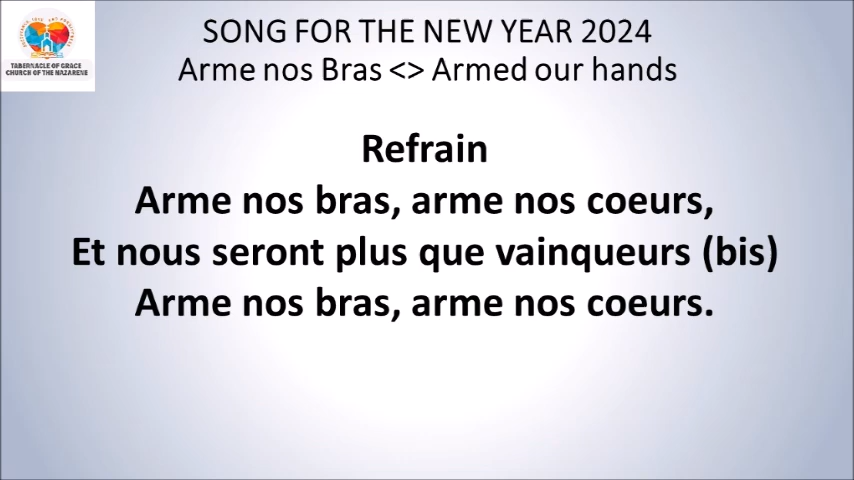 SONG FOR THE NEW YEAR 2024
Arme nos Bras <> Armed our hands
TABERNACLE OF GRACE
CHURCH OF THE NAZARENE
Refrain
Arme nos bras, arme nos coeurs,
Et nous seront plus que vainqueurs (bis)
Arme nos bras, arme nos coeurs.